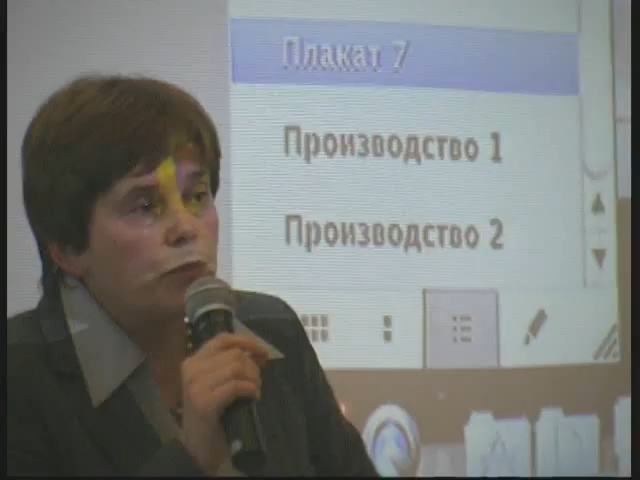 Плакат 7
Производство 1
Производство 2